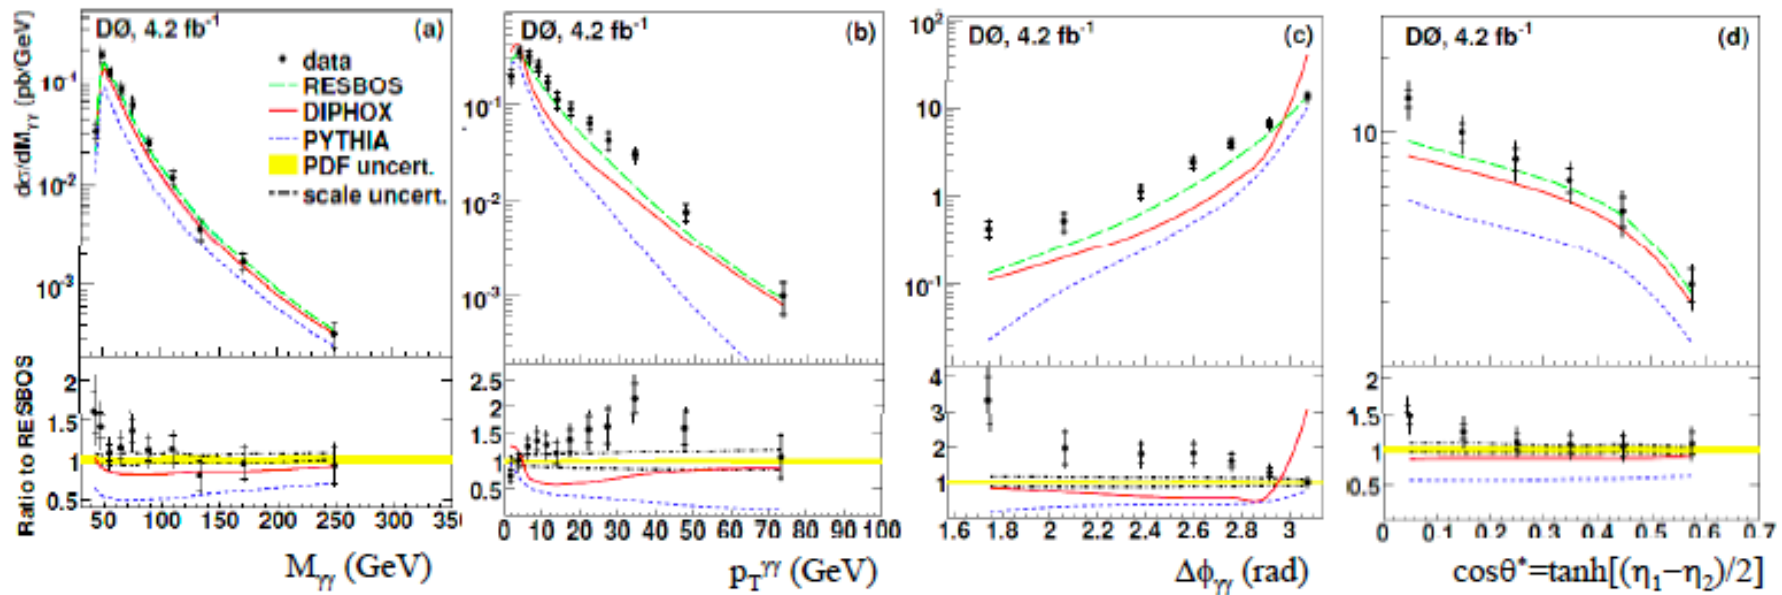 DØ, 4.2 fb⁻¹ (a)
data
RESBOS
DIPHOX
PYTHIA
PDF uncert.
scale uncert.
dσ/dMγγ (pb/GeV)
10⁻¹
10⁻²
10⁻³
Ratio to RESBOS
2
1.5
1
0.5
50 100 150 200 250 300 35
Mγγ (GeV)
DØ, 4.2 fb⁻¹ (b)
10⁻¹
10⁻²
10⁻³
2.5
2
1.5
1
0.5
0 10 20 30 40 50 60 70 80 90 100
pTγγ (GeV)
DØ, 4.2 fb⁻¹ (c)
10²
10
1
10⁻¹
4
3
2
1
1.6 1.8 2 2.2 2.4 2.6 2.8 3
Δϕγγ (rad)
DØ, 4.2 fb⁻¹ (d)
10
2
1.5
1
0.5
0 0.1 0.2 0.3 0.4 0.5 0.6 0.7
cosθ*=tanh[(η₁−η₂)/2]